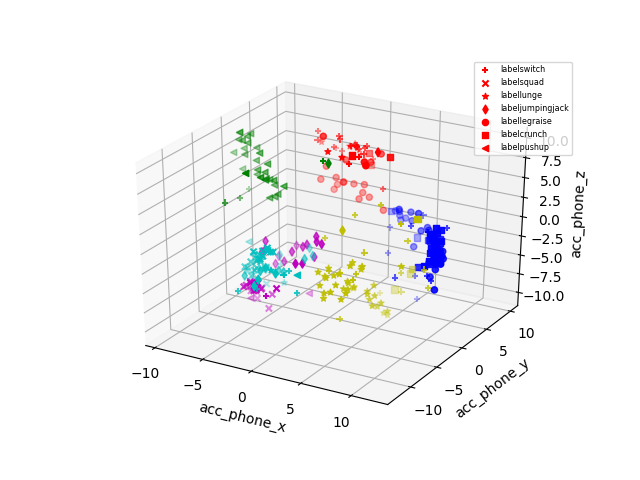 labelswitch
labelsquad
labellunge
labeljumpingjack
labellegraise
labelcrunch
labelpushup
10.0
7.5
5.0
2.5
0.0
−2.5
−5.0
−7.5
−10.0
acc_phone_z
10
5
0
−5
−10
acc_phone_y
−10
−5
0
5
10
acc_phone_x